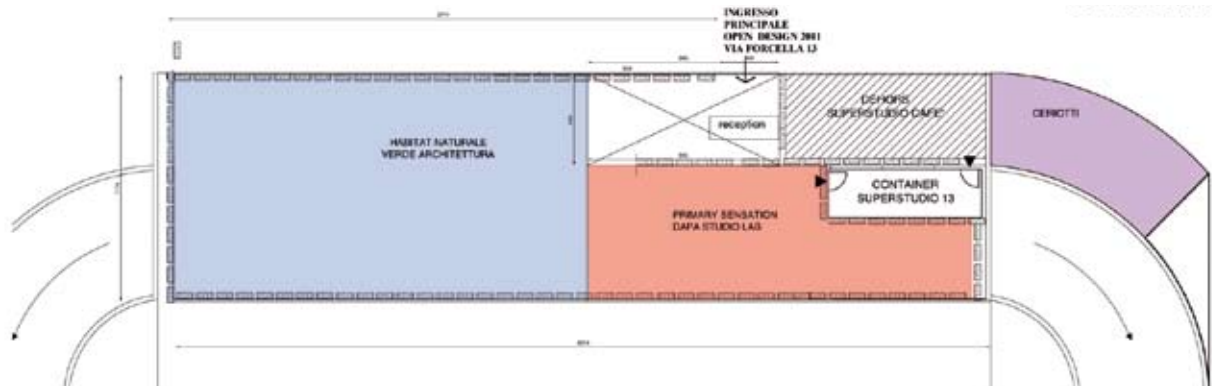 INGRESSO
PRINCIPALE
OPEN DESIGN 2011
VIA FORCELLA 13
HABITAT NATURALE
VERDE ARCHITETTURA
reception
DEHORS
SUPERSTUDIO CAFE'
CERIOTTI
CONTAINER
SUPERSTUDIO 13
PRIMARY SENSATION
DAPA STUDIO LAB